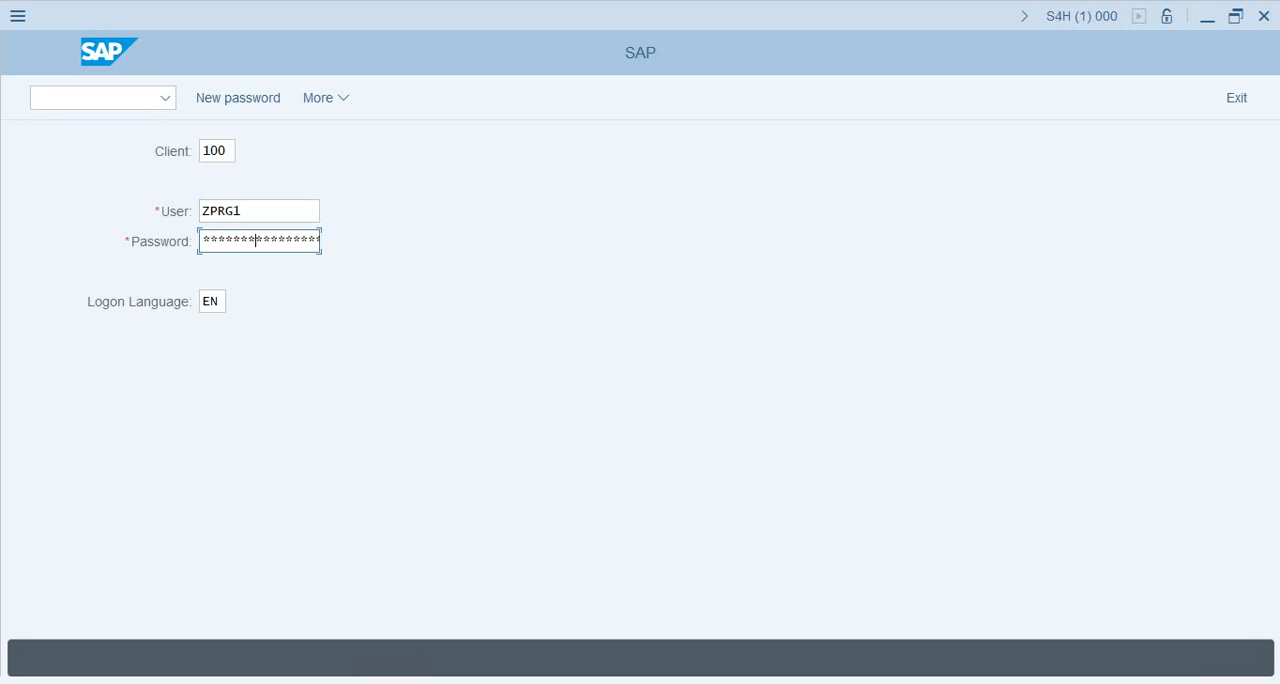 S4H (1) 000
SAP
SAP
New password
More
Exit
Client: 100
*User: ZPRG1
*Password: ****************
Logon Language: EN